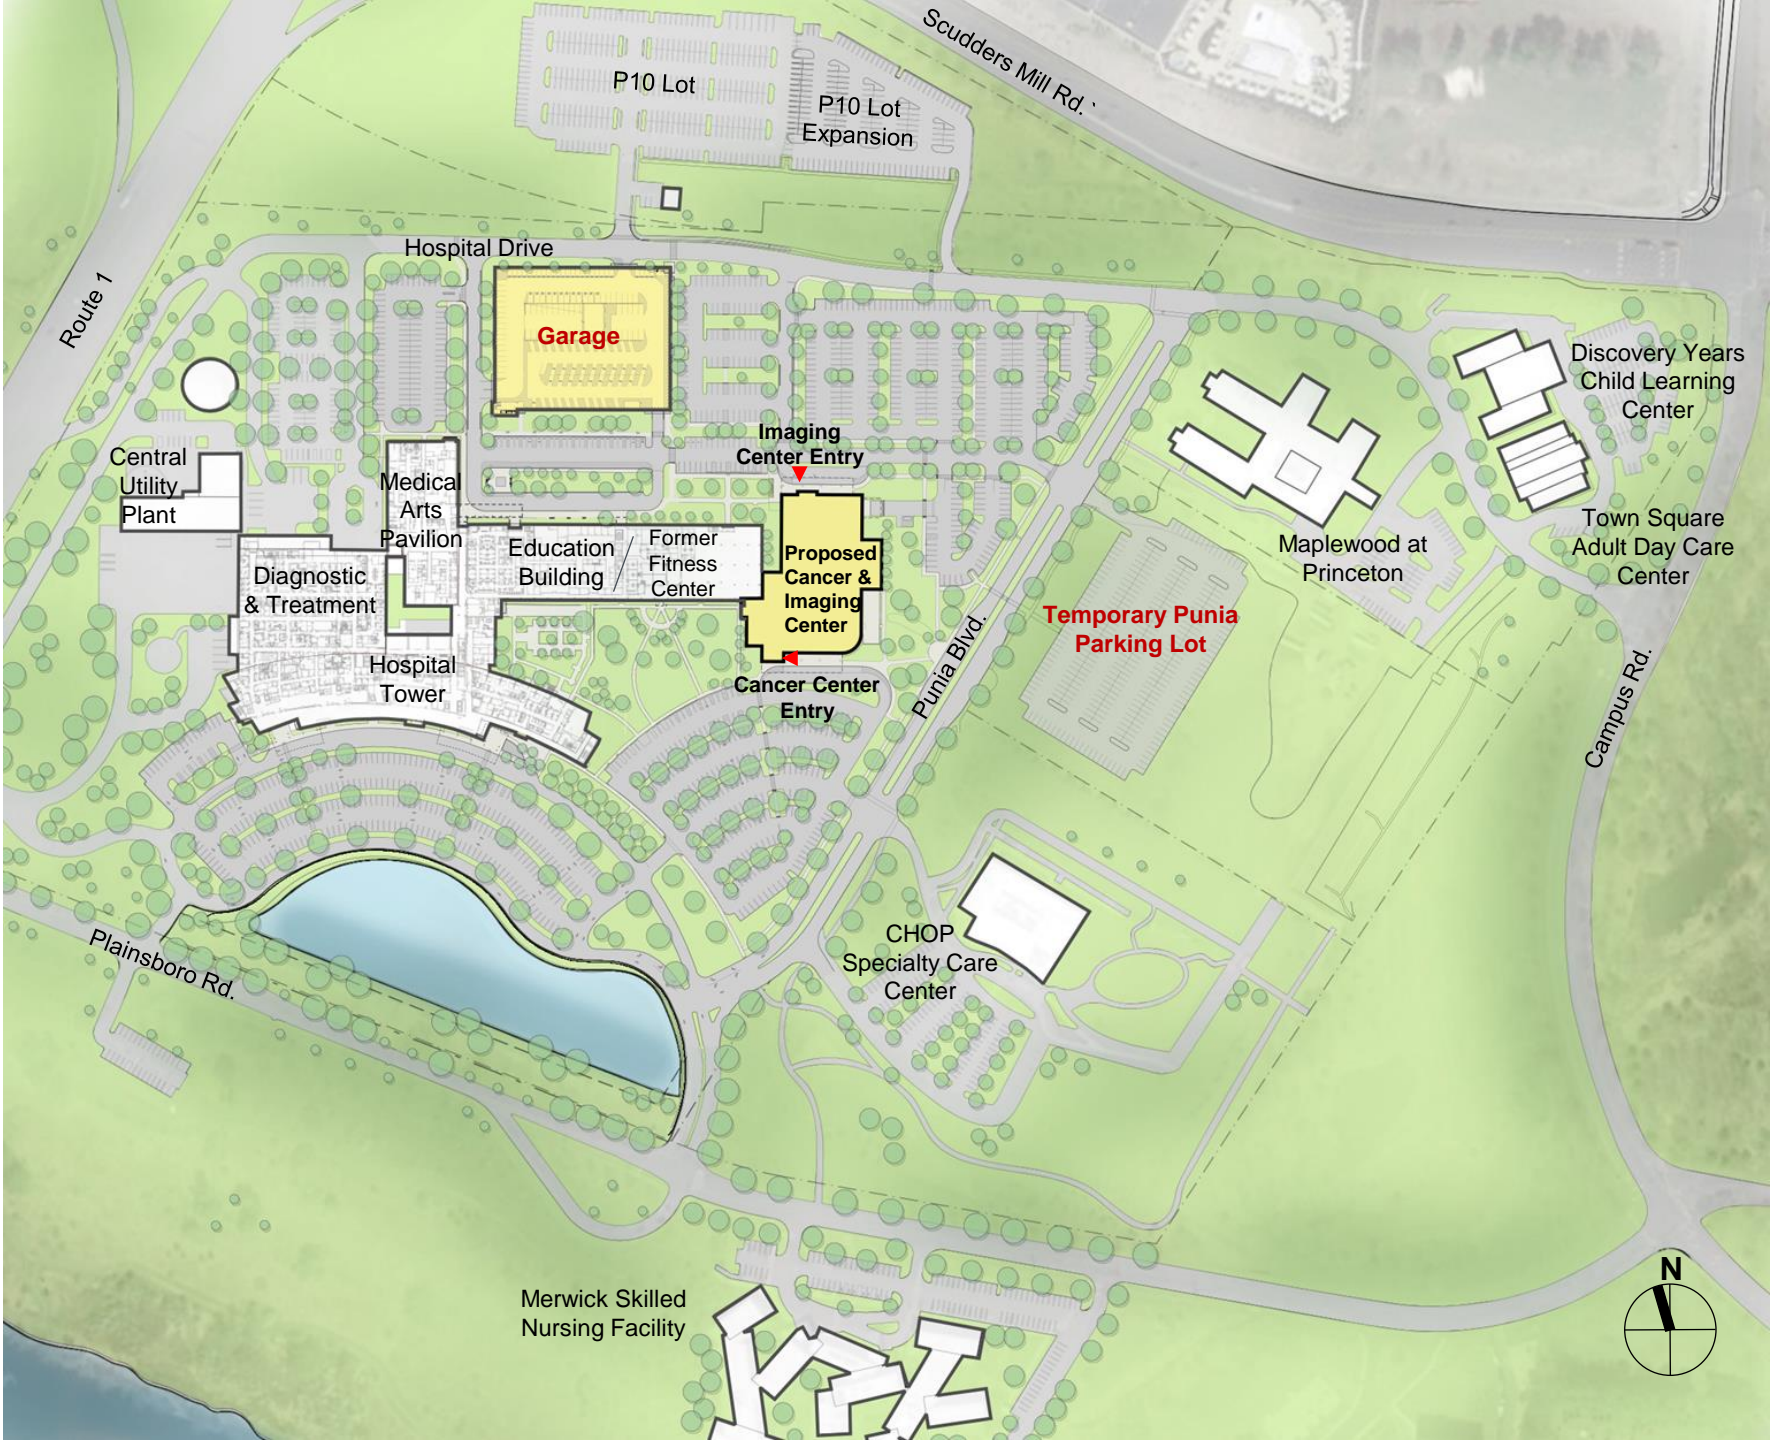 Scudders Mill Rd.`
P10 Lot
P10 Lot
Expansion
Hospital Drive
Route 1
Garage
Discovery Years
Child Learning
Center
Imaging
Center Entry
Central
Utility
Plant
Medical
Arts
Pavilion
Education
Building
/
Former
Fitness
Center
Proposed
Cancer &
Imaging
Center
Diagnostic
& Treatment
Hospital
Tower
Cancer Center
Entry
Punia Blvd.
Temporary Punia
Parking Lot
Maplewood at
Princeton
Town Square
Adult Day Care
Center
Campus Rd.
CHOP
Specialty Care
Center
Plainsboro Rd.
Merwick Skilled
Nursing Facility
N